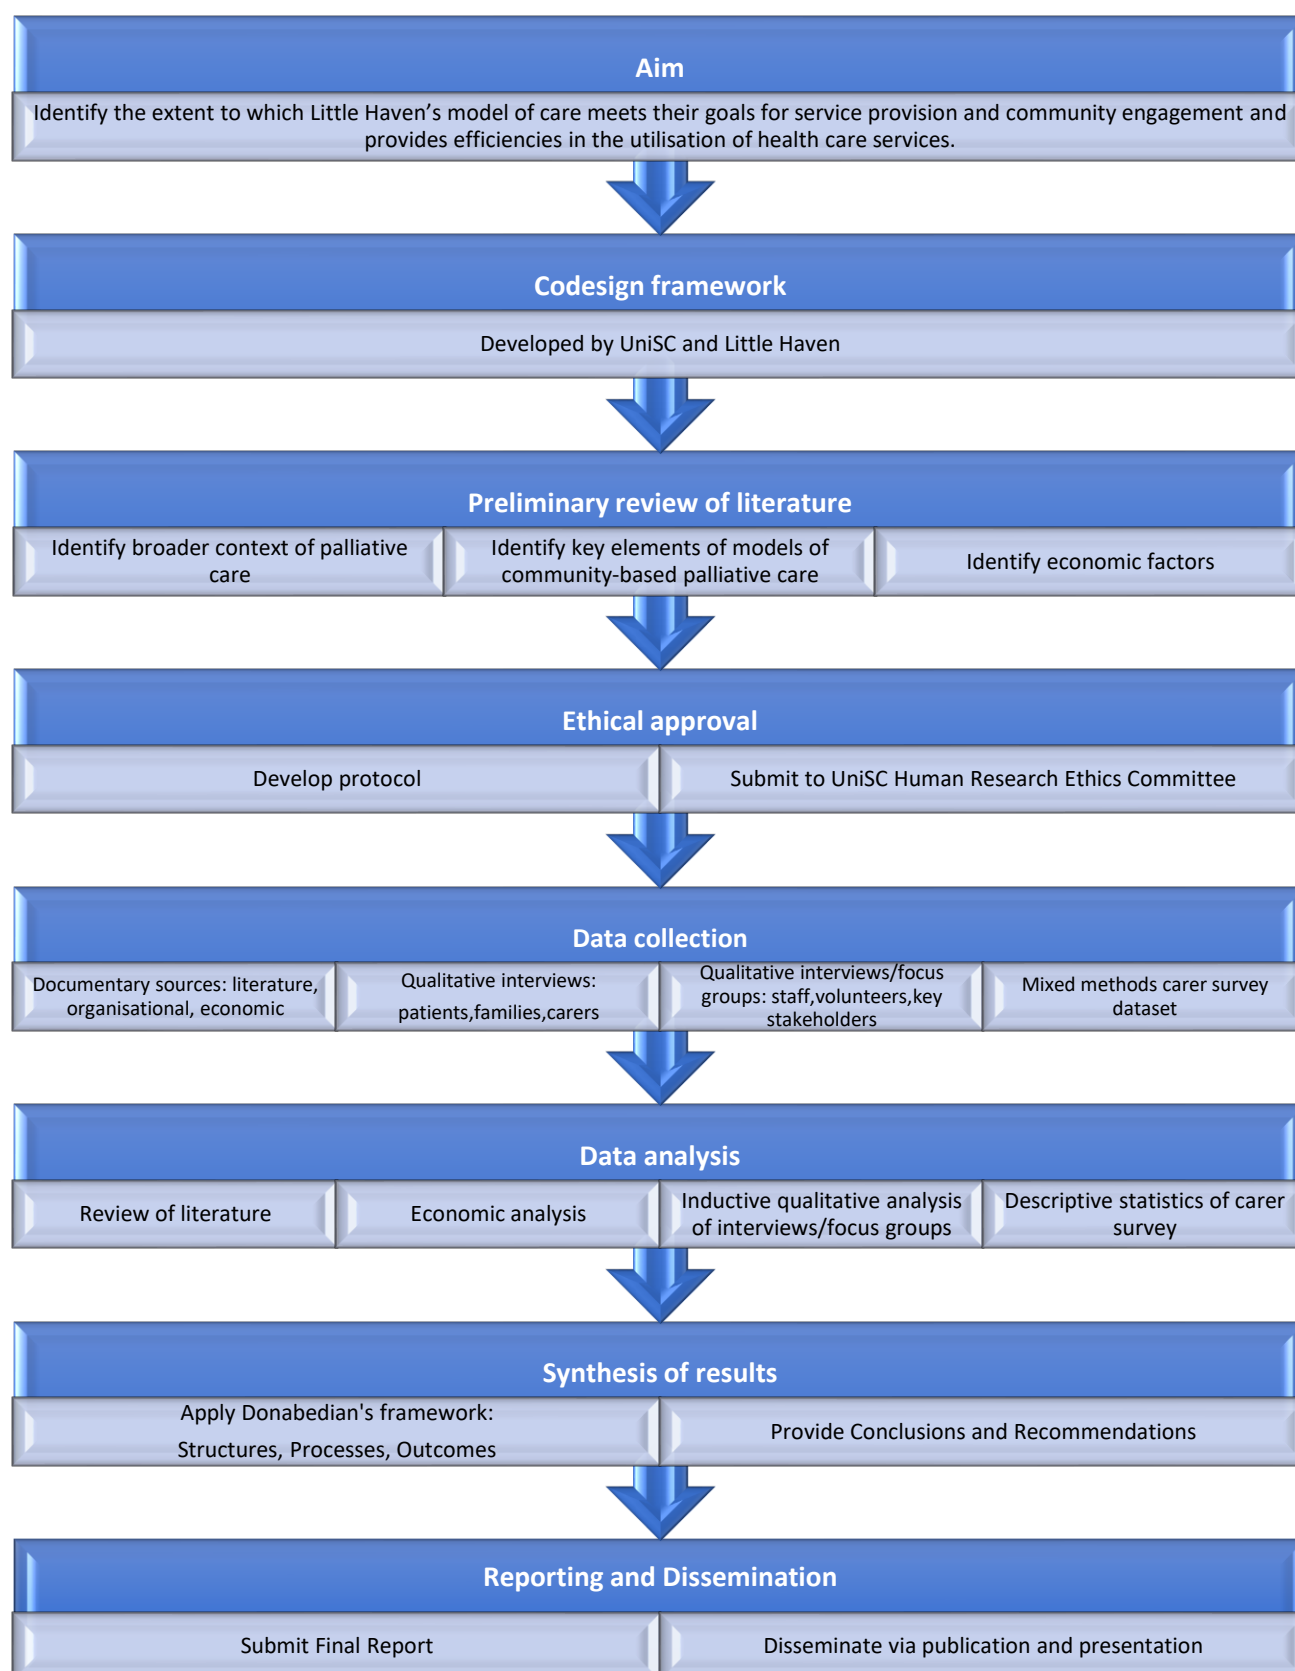 Aim
Identify the extent to which Little Haven’s model of care meets their goals for service provision and community engagement and
provides efficiencies in the utilisation of health care services.
Codesign framework
Developed by UniSC and Little Haven
Preliminary review of literature
Identify broader context of palliative
care
Identify key elements of models of
community-based palliative care
Identify economic factors
Ethical approval
Develop protocol
Submit to UniSC Human Research Ethics Committee
Data collection
Documentary sources: literature,
organisational, economic
Qualitative interviews:
patients,families,carers
Qualitative interviews/focus
groups: staff,volunteers,key
stakeholders
Mixed methods carer survey
dataset
Data analysis
Review of literature
Economic analysis
Inductive qualitative analysis
of interviews/focus groups
Descriptive statistics of carer
survey
Synthesis of results
Apply Donabedian's framework:
Structures, Processes, Outcomes
Provide Conclusions and Recommendations
Reporting and Dissemination
Submit Final Report
Disseminate via publication and presentation